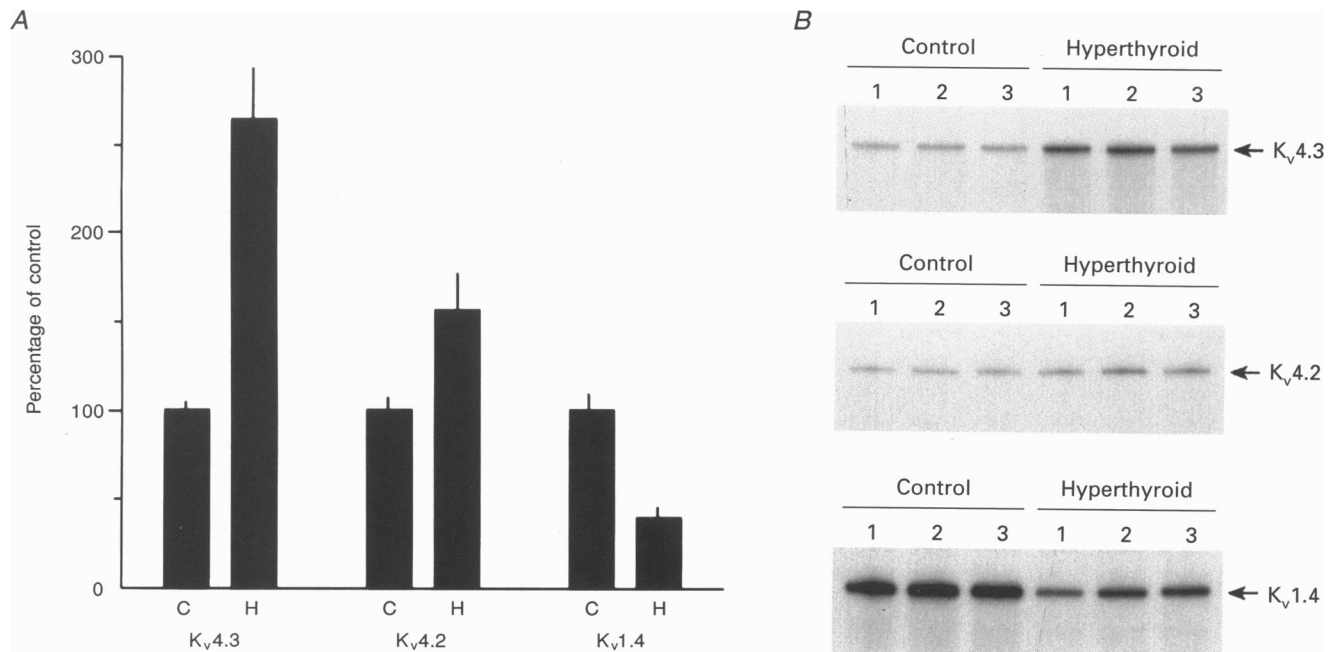 A
300
200
100
0
Percentage of control
C H C H C H
Kv4.3 Kv4.2 Kv1.4
B
Control Hyperthyroid
1 2 3 1 2 3
Kv4.3
Control Hyperthyroid
1 2 3 1 2 3
Kv4.2
Control Hyperthyroid
1 2 3 1 2 3
Kv1.4